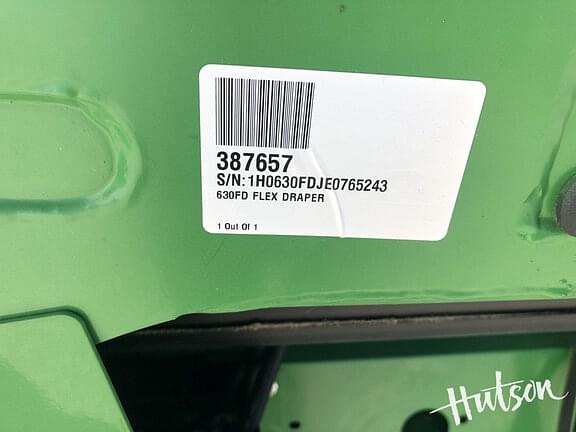 387657
S/N:1H0630FDJE0765243
630FD FLEX DRAPER
1 Out Of 1
Hutson